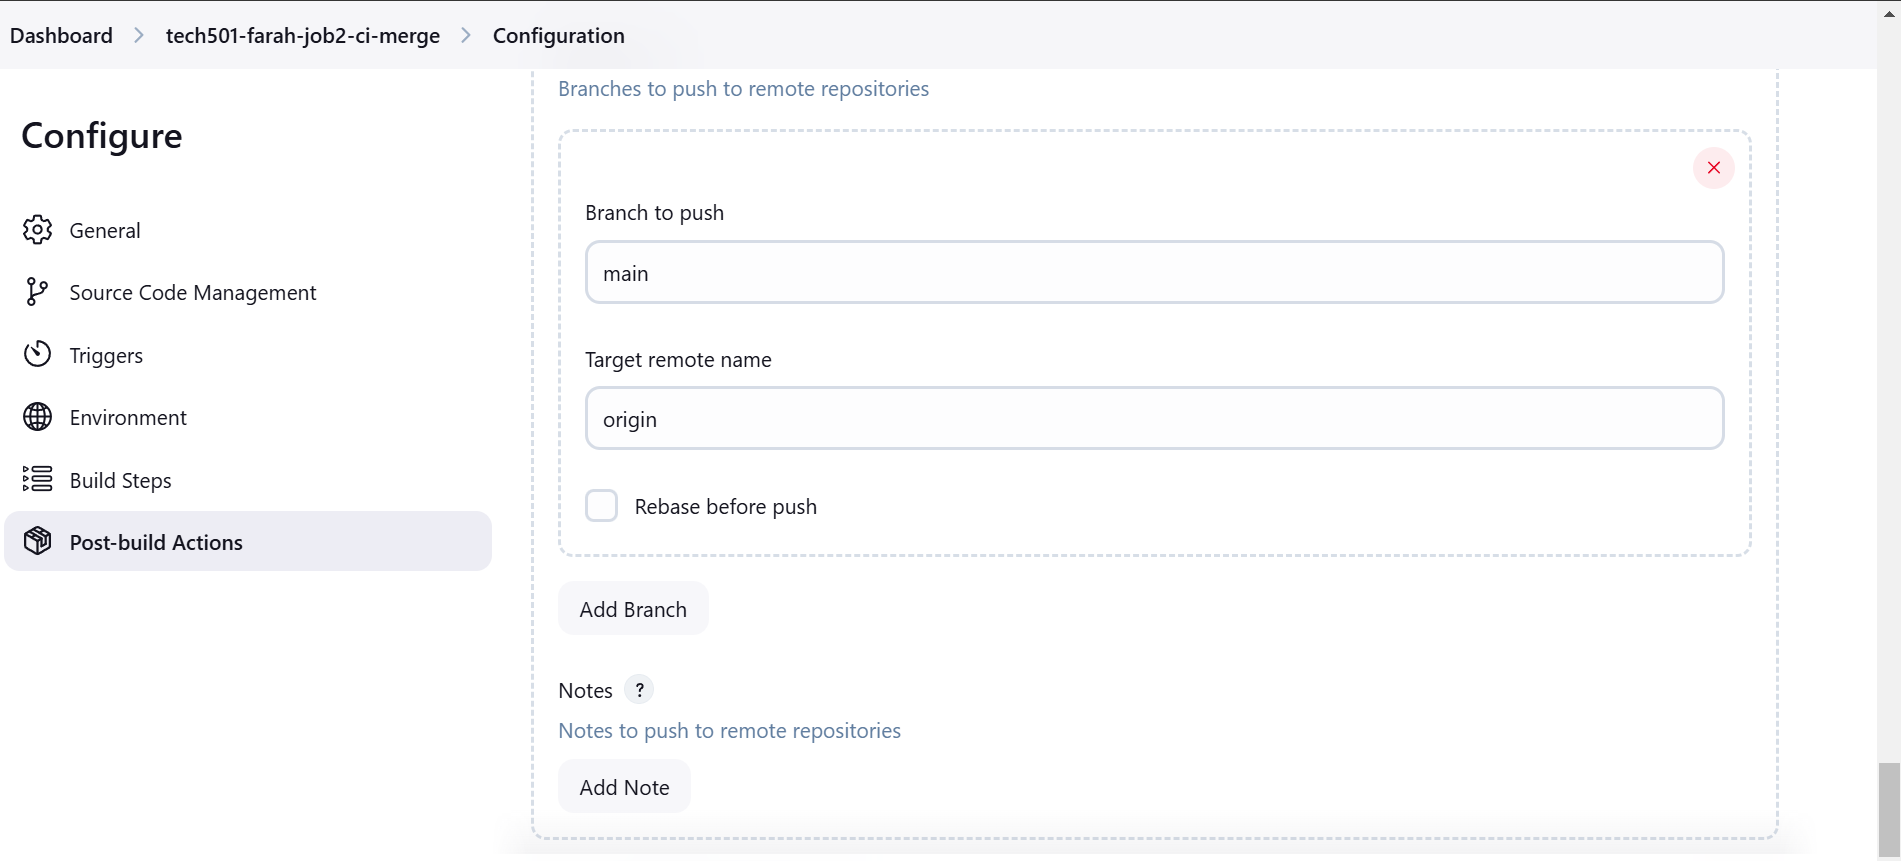 Dashboard > tech501-farah-job2-ci-merge > Configuration
Configure
General
Source Code Management
Triggers
Environment
Build Steps
Post-build Actions
Branches to push to remote repositories
Branch to push
main
Target remote name
origin
Rebase before push
Add Branch
Notes ?
Notes to push to remote repositories
Add Note